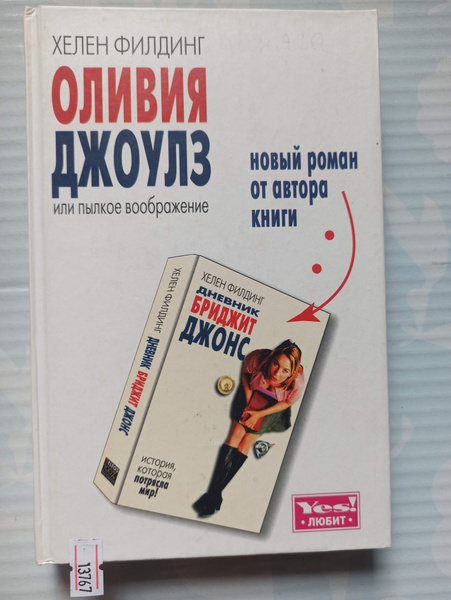 ХЕЛЕН ФИЛДИНГ
ОЛИВИЯ
ДЖОУЛЗ
или пылкое воображение
новый роман
от автора
книги
ХЕЛЕН ФИЛДИНГ
ДНЕВНИК
БРИДЖИТ
ДЖОНС
ХЕЛЕН ФИЛДИНГ ДНЕВНИК БРИДЖИТ ДЖОНС
история,
которая
потрясла
мир!
Yes!
ЛЮБИТ
13767